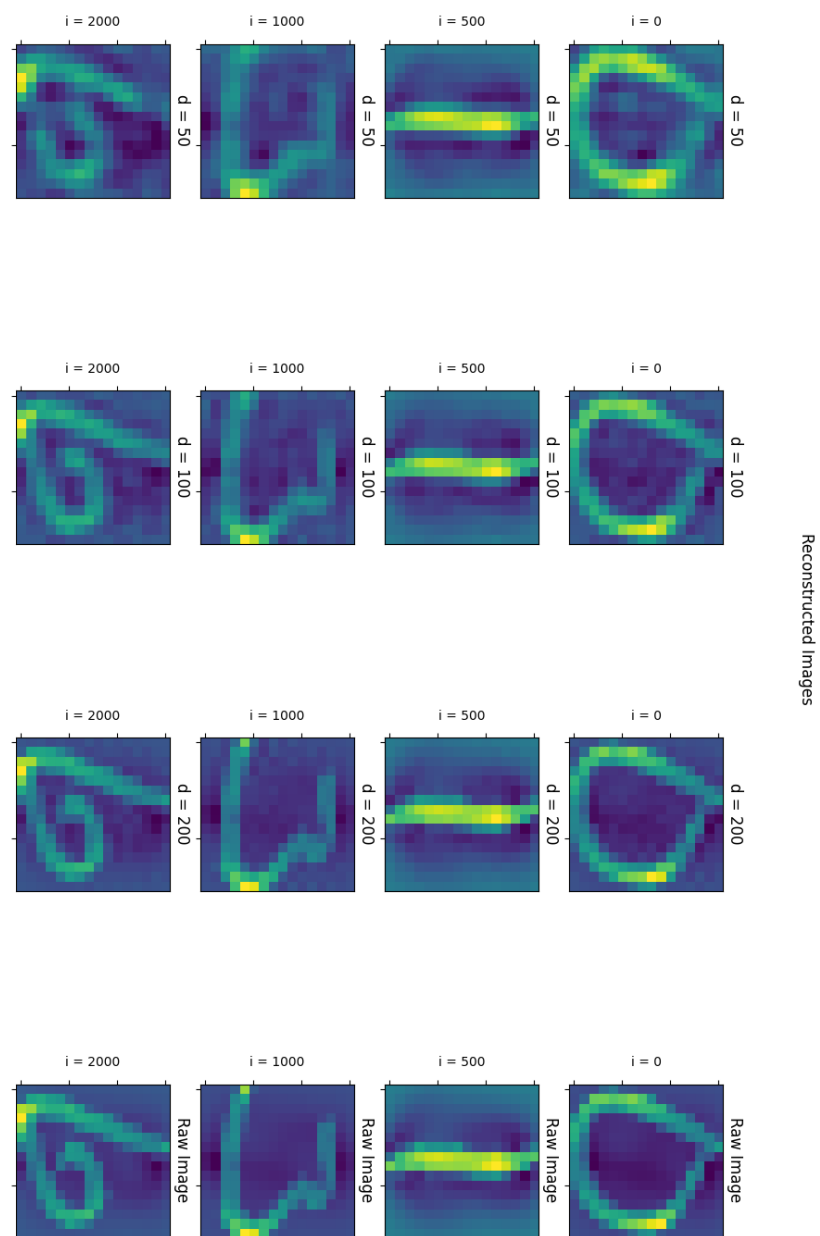 Reconstructed Images
d = 50
d = 100
d = 200
Raw Image
i = 0
i = 0
i = 0
i = 0
d = 50
d = 100
d = 200
Raw Image
i = 500
i = 500
i = 500
i = 500
d = 50
d = 100
d = 200
Raw Image
i = 1000
i = 1000
i = 1000
i = 1000
d = 50
d = 100
d = 200
Raw Image
i = 2000
i = 2000
i = 2000
i = 2000